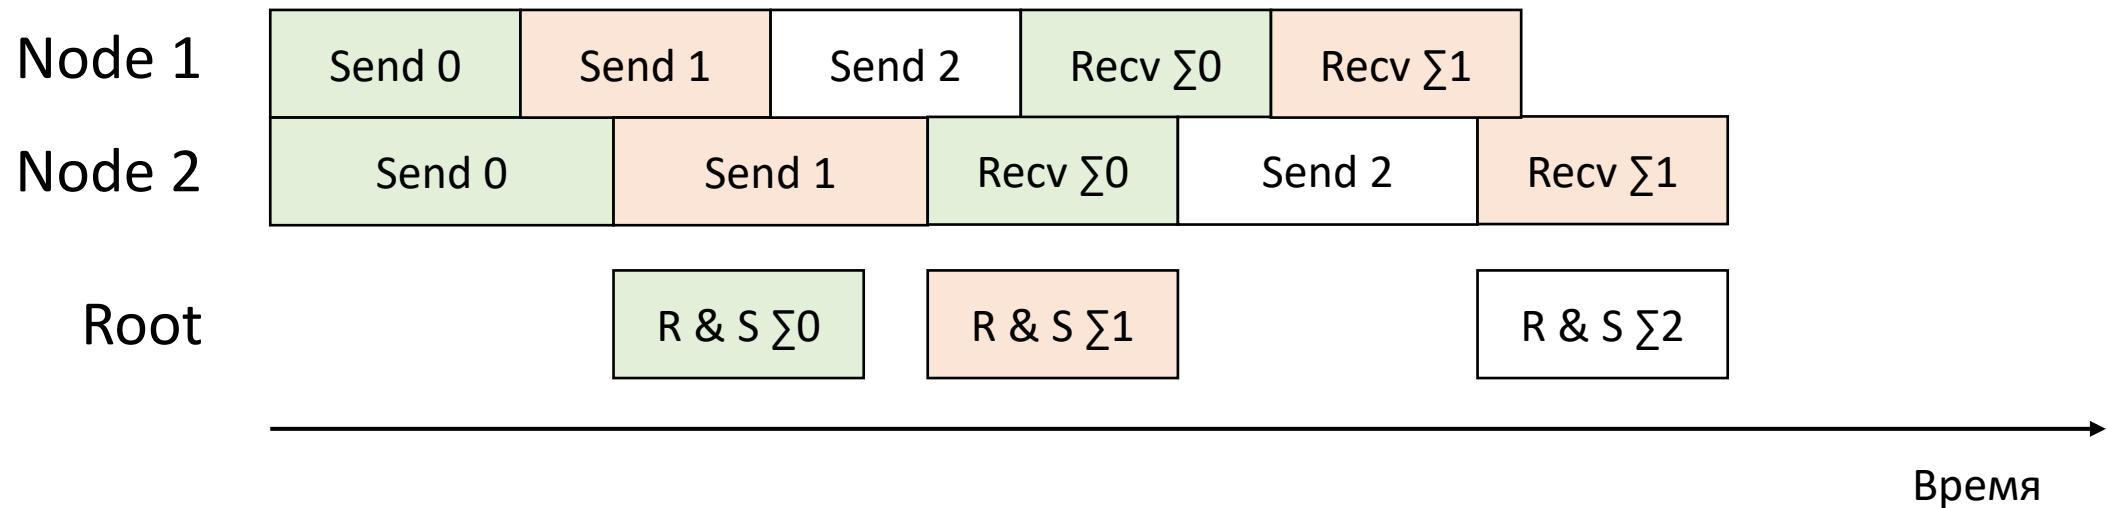 Node 1 Send 0 Send 1 Send 2 Recv ∑0 Recv ∑1
Node 2 Send 0 Send 1 Recv ∑0 Send 2 Recv ∑1
Root R & S ∑0 R & S ∑1 R & S ∑2
Время